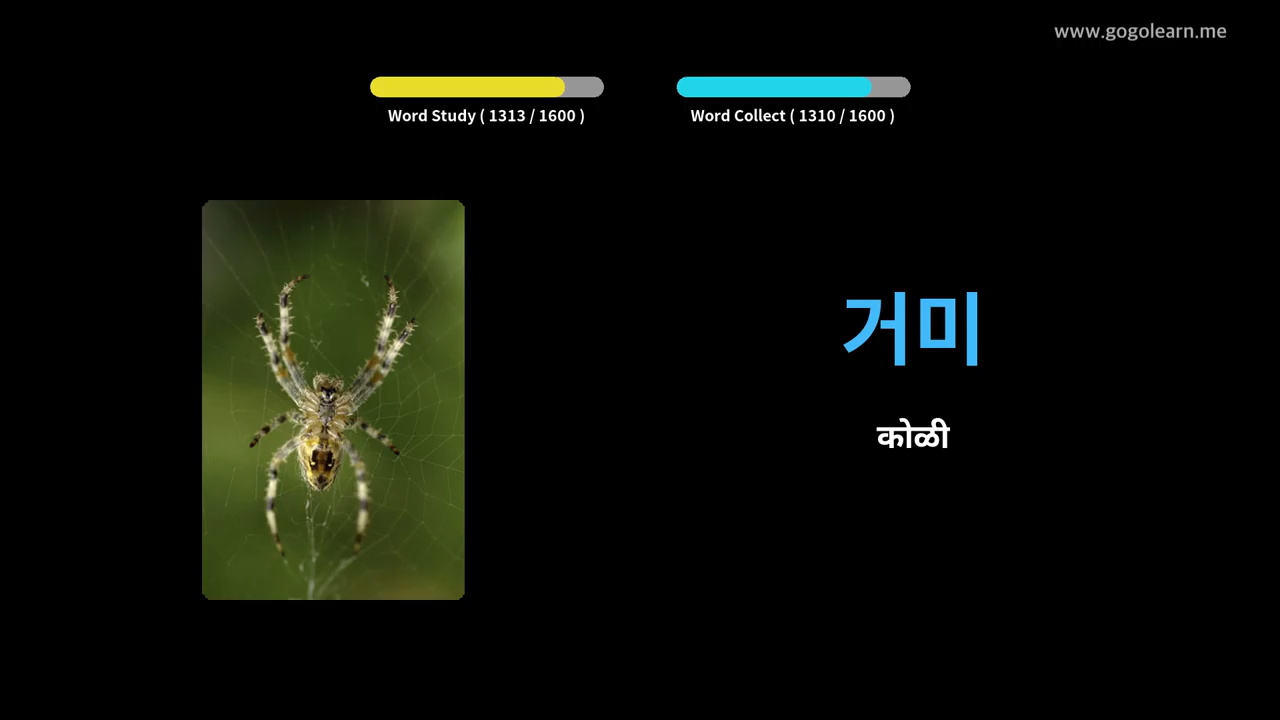 www.gogolearn.me
Word Study ( 1313 / 1600 )
Word Collect ( 1310 / 1600 )
거미
कोळी